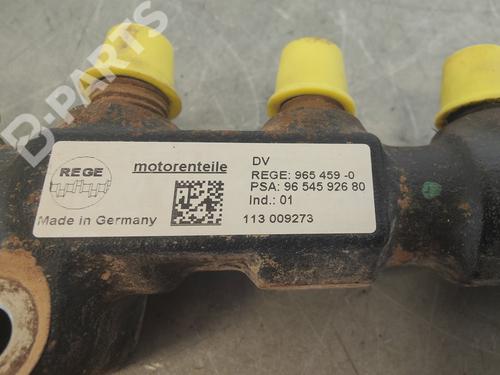 B-PARTS
REGE
motorenteile
Made in Germany
DV
REGE: 965 459 -0
PSA: 96 545 926 80
Ind.: 01
113 009273